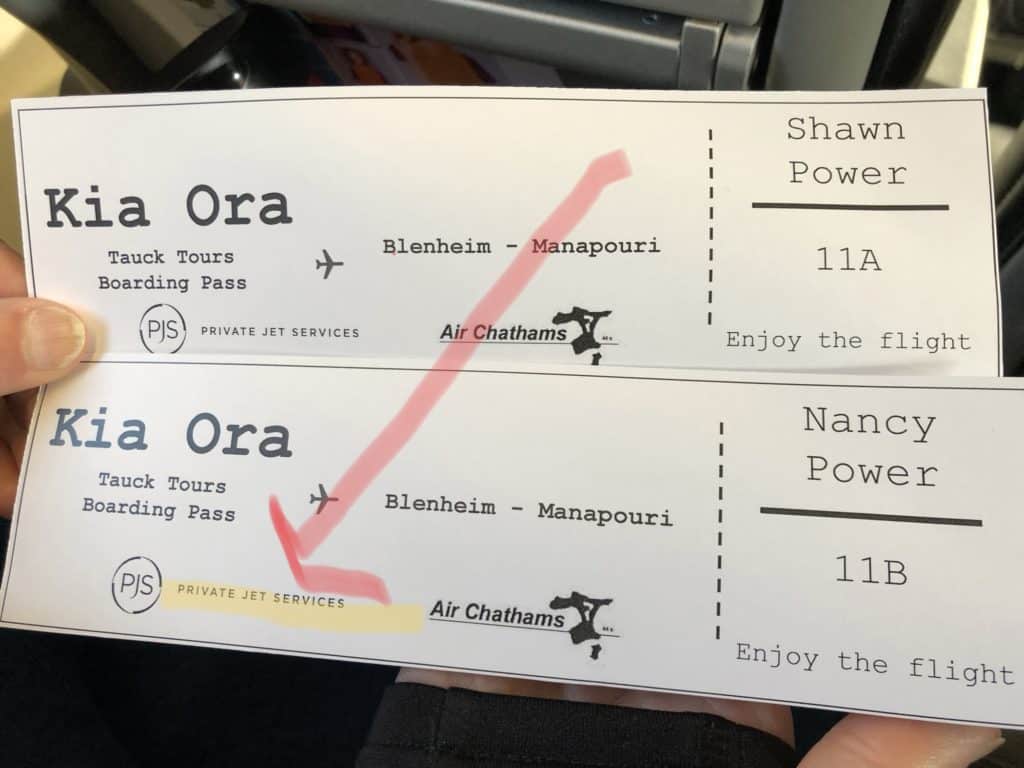 Kia Ora
Tauck Tours
Boarding Pass
PJS PRIVATE JET SERVICES
Blenheim - Manapouri
Air Chathams
Shawn
Power
11A
Enjoy the flight
Kia Ora
Tauck Tours
Boarding Pass
PJS PRIVATE JET SERVICES
Blenheim - Manapouri
Air Chathams
Nancy
Power
11B
Enjoy the flight